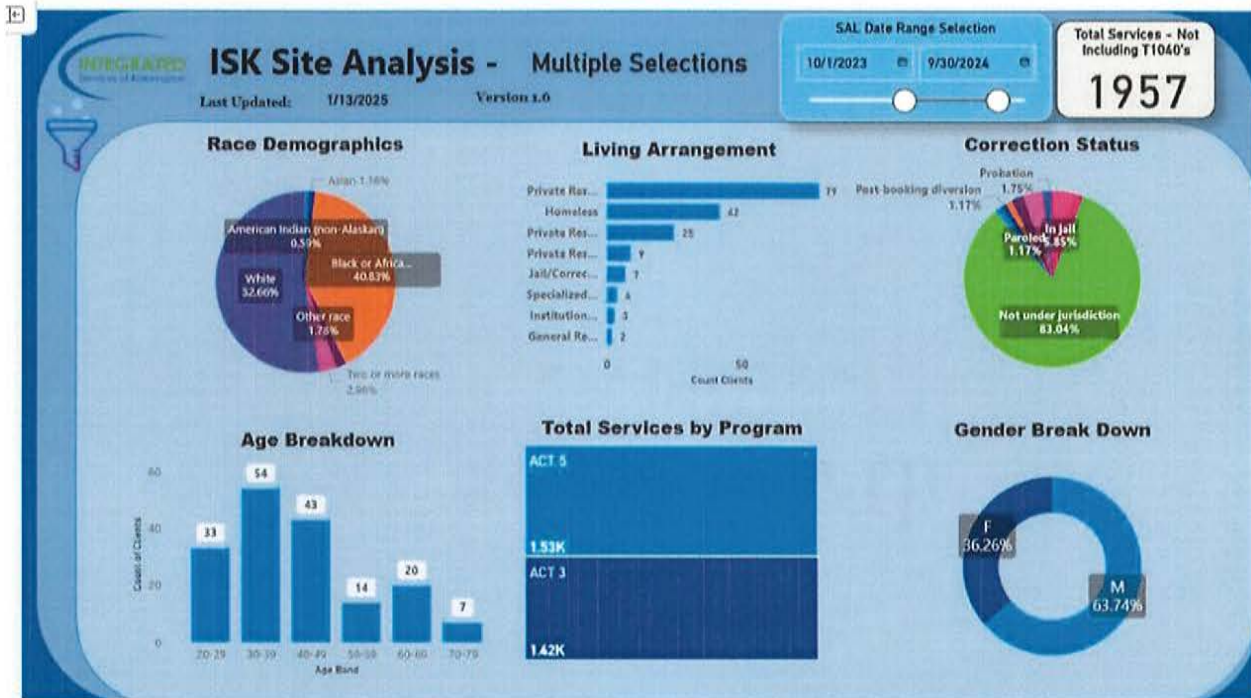 INTEGRATED
Services of Kalamazoo
ISK Site Analysis - Multiple Selections
Last Updated: 1/13/2025 Version 1.0
SAL Date Range Selection
10/1/2023 9/30/2024
Total Services - Not
Including T1040's
1957
Race Demographics
Asian 1.18%
American Indian (non-Alaskan)
0.59%
Black or Africa...
40.83%
White
52.66%
Other race
1.78%
Two or more races
2.96%
Living Arrangement
Private Res...
Homeless 42
Private Res... 25
Private Res... 9
Jail/Correc... 7
Specialized...
Institution... 3
General Re... 2
0 50
Count Clients
Correction Status
Probation
1.75%
Post-booking diversion
1.17%
In Jail
5.85%
Paroled
1.17%
Not under jurisdiction
83.04%
Age Breakdown
60
40
20
0
Count of Clients
33
54
43
14
20
7
20-29 30-39 40-49 50-59 60-69 70-79
Age Band
Total Services by Program
ACT 5
1.53K
ACT 3
1.42K
Gender Break Down
F
36.26%
M
63.74%